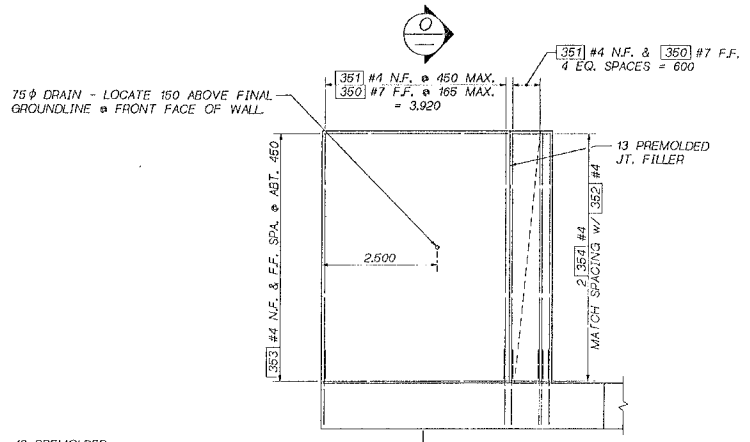 O
351 #4 N.F. @ 450 MAX.
350 #7 F.F. @ 165 MAX.
= 3.920
351 #4 N.F. & 350 #7 F.F.
4 EQ. SPACES = 600
75 ϕ DRAIN - LOCATE 150 ABOVE FINAL
GROUNDLINE @ FRONT FACE OF WALL.
13 PREMOLDED
JT. FILLER
353 #4 N.F. & F.F. SPA. @ ABT. 450
2.500
2 354 #4
MATCH SPACING w/ 352 #4
PREMOLDED